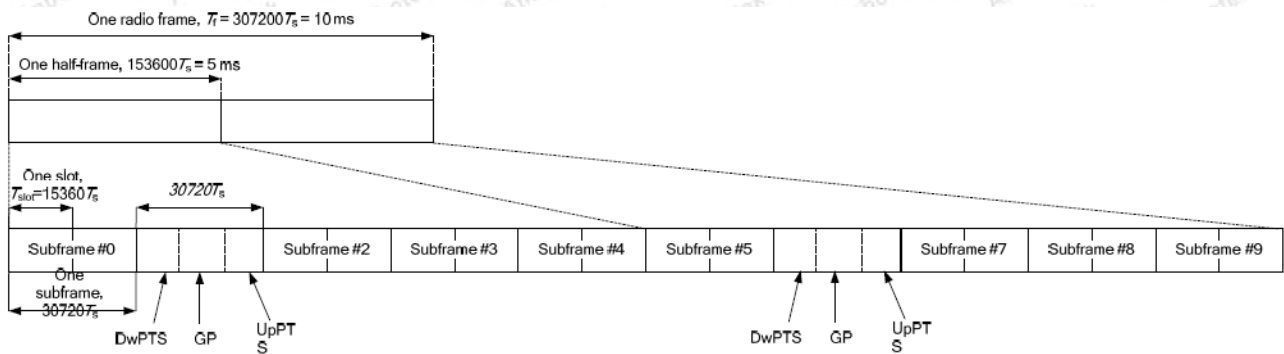 One radio frame, Tf = 307200Ts = 10 ms
One half-frame, 153600Ts = 5 ms
One slot,
Tslot=15360Ts
30720Ts
Subframe #0
Subframe #2
Subframe #3
Subframe #4
Subframe #5
Subframe #7
Subframe #8
Subframe #9
One
subframe,
30720Ts
DwPTS
GP
UpPT
S
DwPTS
GP
UpPT
S